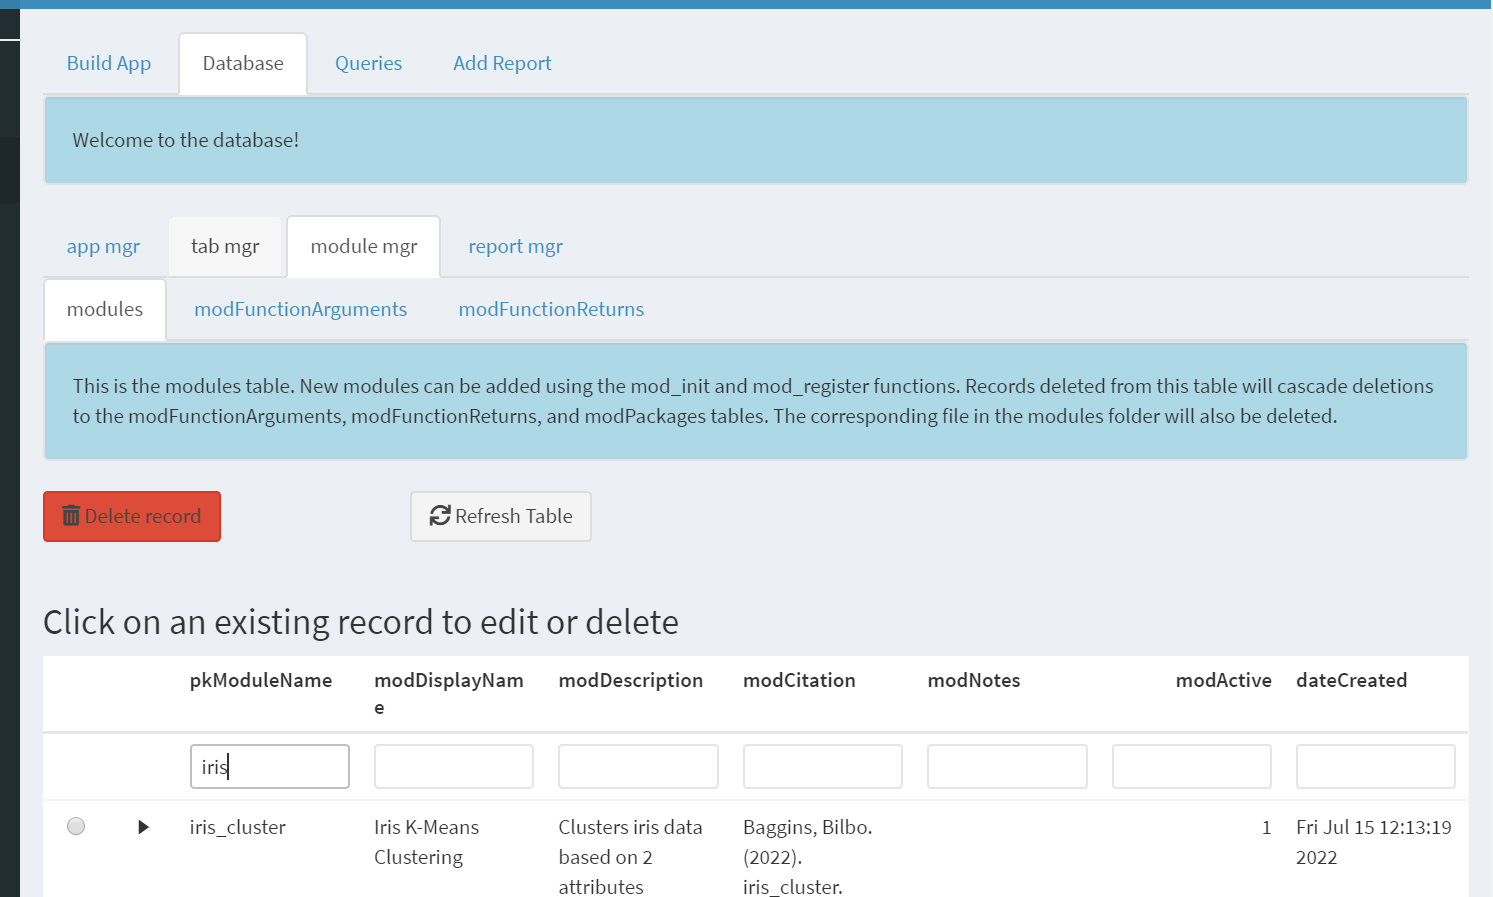 Build App Database Queries Add Report
Welcome to the database!
app mgr tab mgr module mgr report mgr
modules modFunctionArguments modFunctionReturns
This is the modules table. New modules can be added using the mod_init and mod_register functions. Records deleted from this table will cascade deletions
to the modFunctionArguments, modFunctionReturns, and modPackages tables. The corresponding file in the modules folder will also be deleted.
Delete record Refresh Table
Click on an existing record to edit or delete
pkModuleName modDisplayNam modDescription modCitation modNotes modActive dateCreated
e
iris
iris_cluster Iris K-Means Clusters iris data Baggins, Bilbo. 1 Fri Jul 15 12:13:19
Clustering based on 2 (2022). 2022
attributes iris_cluster.